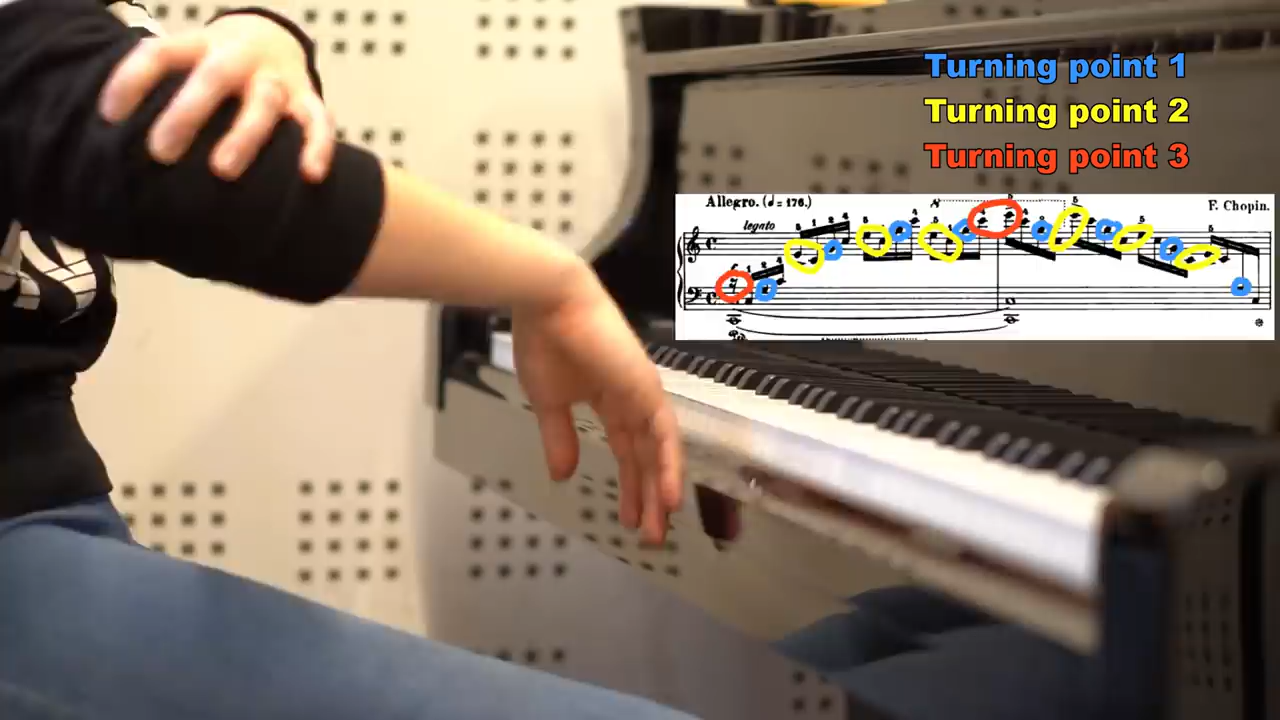 Turning point 1
Turning point 2
Turning point 3
Allegro. (𝅗𝅥 = 176.)
F. Chopin.
legato